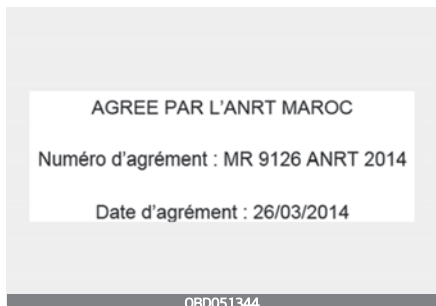 AGREE PAR L'ANRT MAROC
Numéro d'agrément : MR 9126 ANRT 2014
Date d'agrément : 26/03/2014
OBD051344